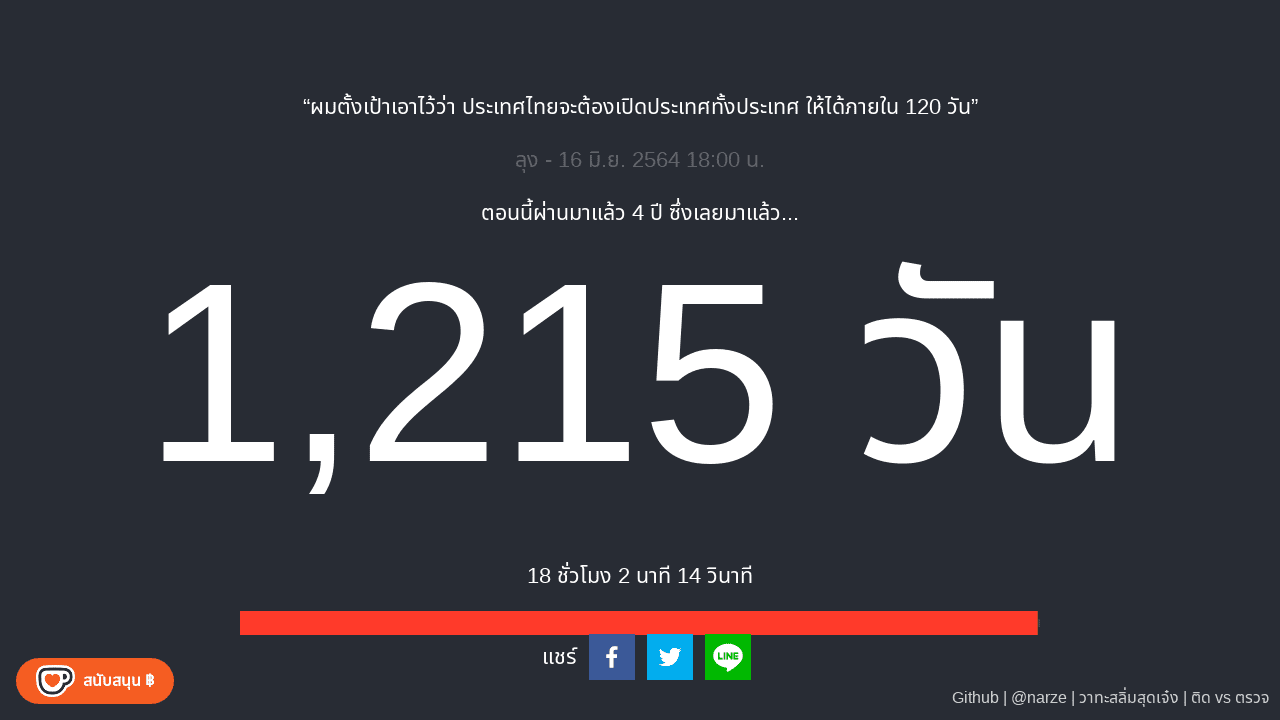 “ผมตั้งเป้าเอาไว้ว่า ประเทศไทยจะต้องเปิดประเทศทั้งประเทศ ให้ได้ภายใน 120 วัน”
ลุง - 16 มิ.ย. 2564 18:00 น.
ตอนนี้ผ่านมาแล้ว 4 ปี ซึ่งเลยมาแล้ว...
1,215 วัน
18 ชั่วโมง 2 นาที 14 วินาที
แชร์
LINE
สนับสนุน ฿
Github | @narze | วาทะสลิ่มสุดเจ๋ง | ติด vs ตรวจ